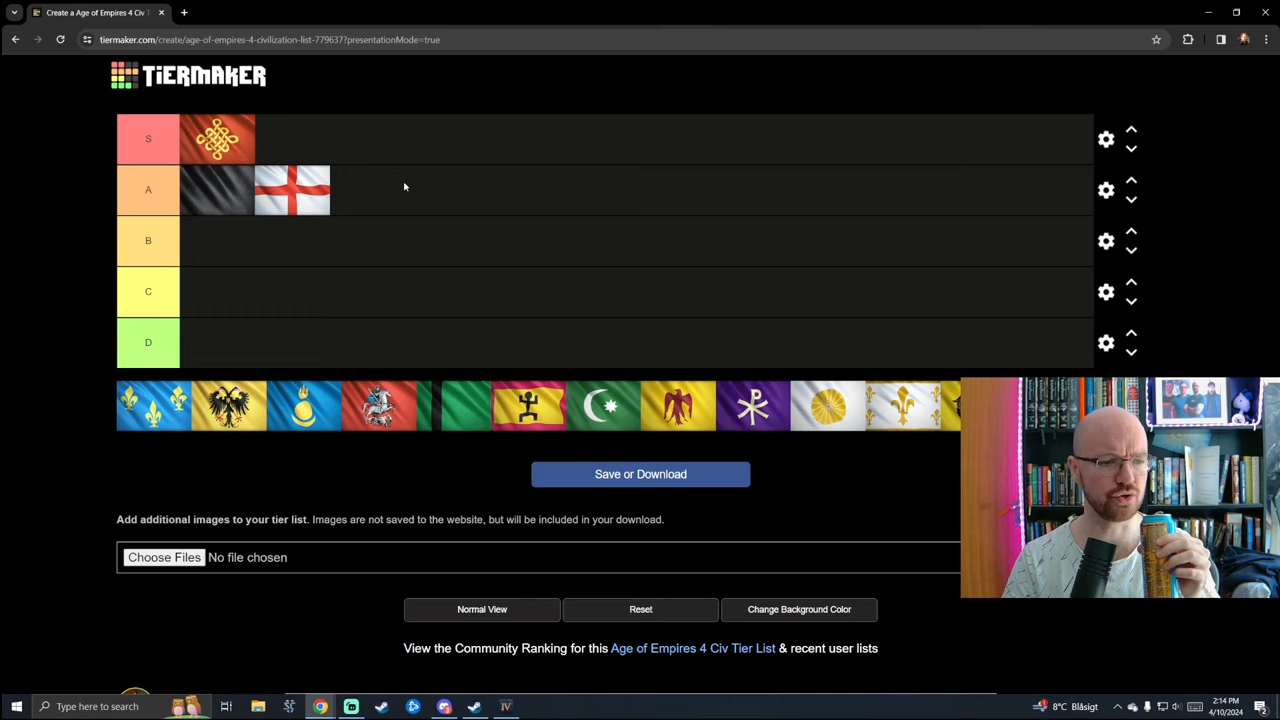 Create a Age of Empires 4 Civ T
tiermaker.com/create/age-of-empires-4-civilization-list-779637?presentationMode=true
TiERMAKER
S
A
B
C
D
Save or Download
Add additional images to your tier list. Images are not saved to the website, but will be included in your download.
Choose Files No file chosen
Normal View Reset Change Background Color
View the Community Ranking for this Age of Empires 4 Civ Tier List & recent user lists
Type here to search
IV
8°C Blåsigt
2:14 PM
4/10/2024
2